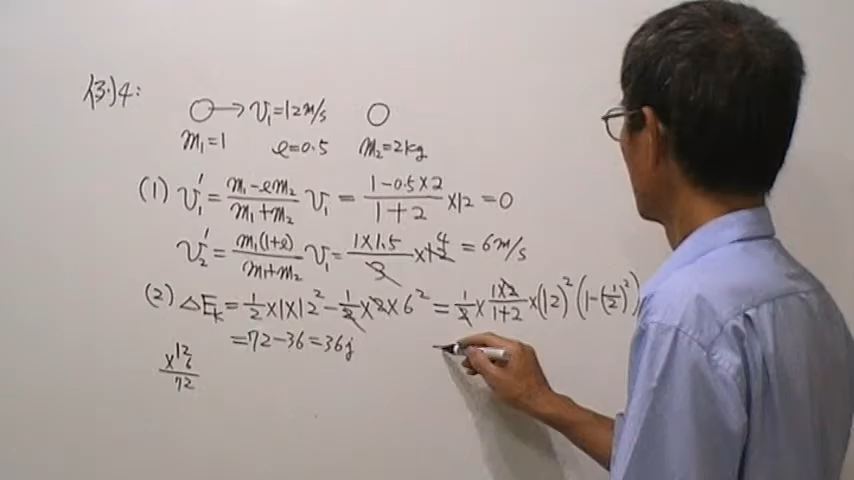 例4:
→ V₁=12m/s
m₁=1 e=0.5 m₂=2kg
(1) V₁' = (m₁-em₂)/(m₁+m₂) V₁ = (1-0.5×2)/(1+2) ×12 = 0
V₂' = m₁(1+e)/(m₁+m₂) V₁ = (1×1.5)/3 ×12 4 = 6m/s
(2) △E_K = 1/2 ×1×12² - 1/2 ×2×6² = 1/2 × (1×2)/(1+2) ×(12)² (1-(1/2)²)
=72-36=36j
12
×6
72